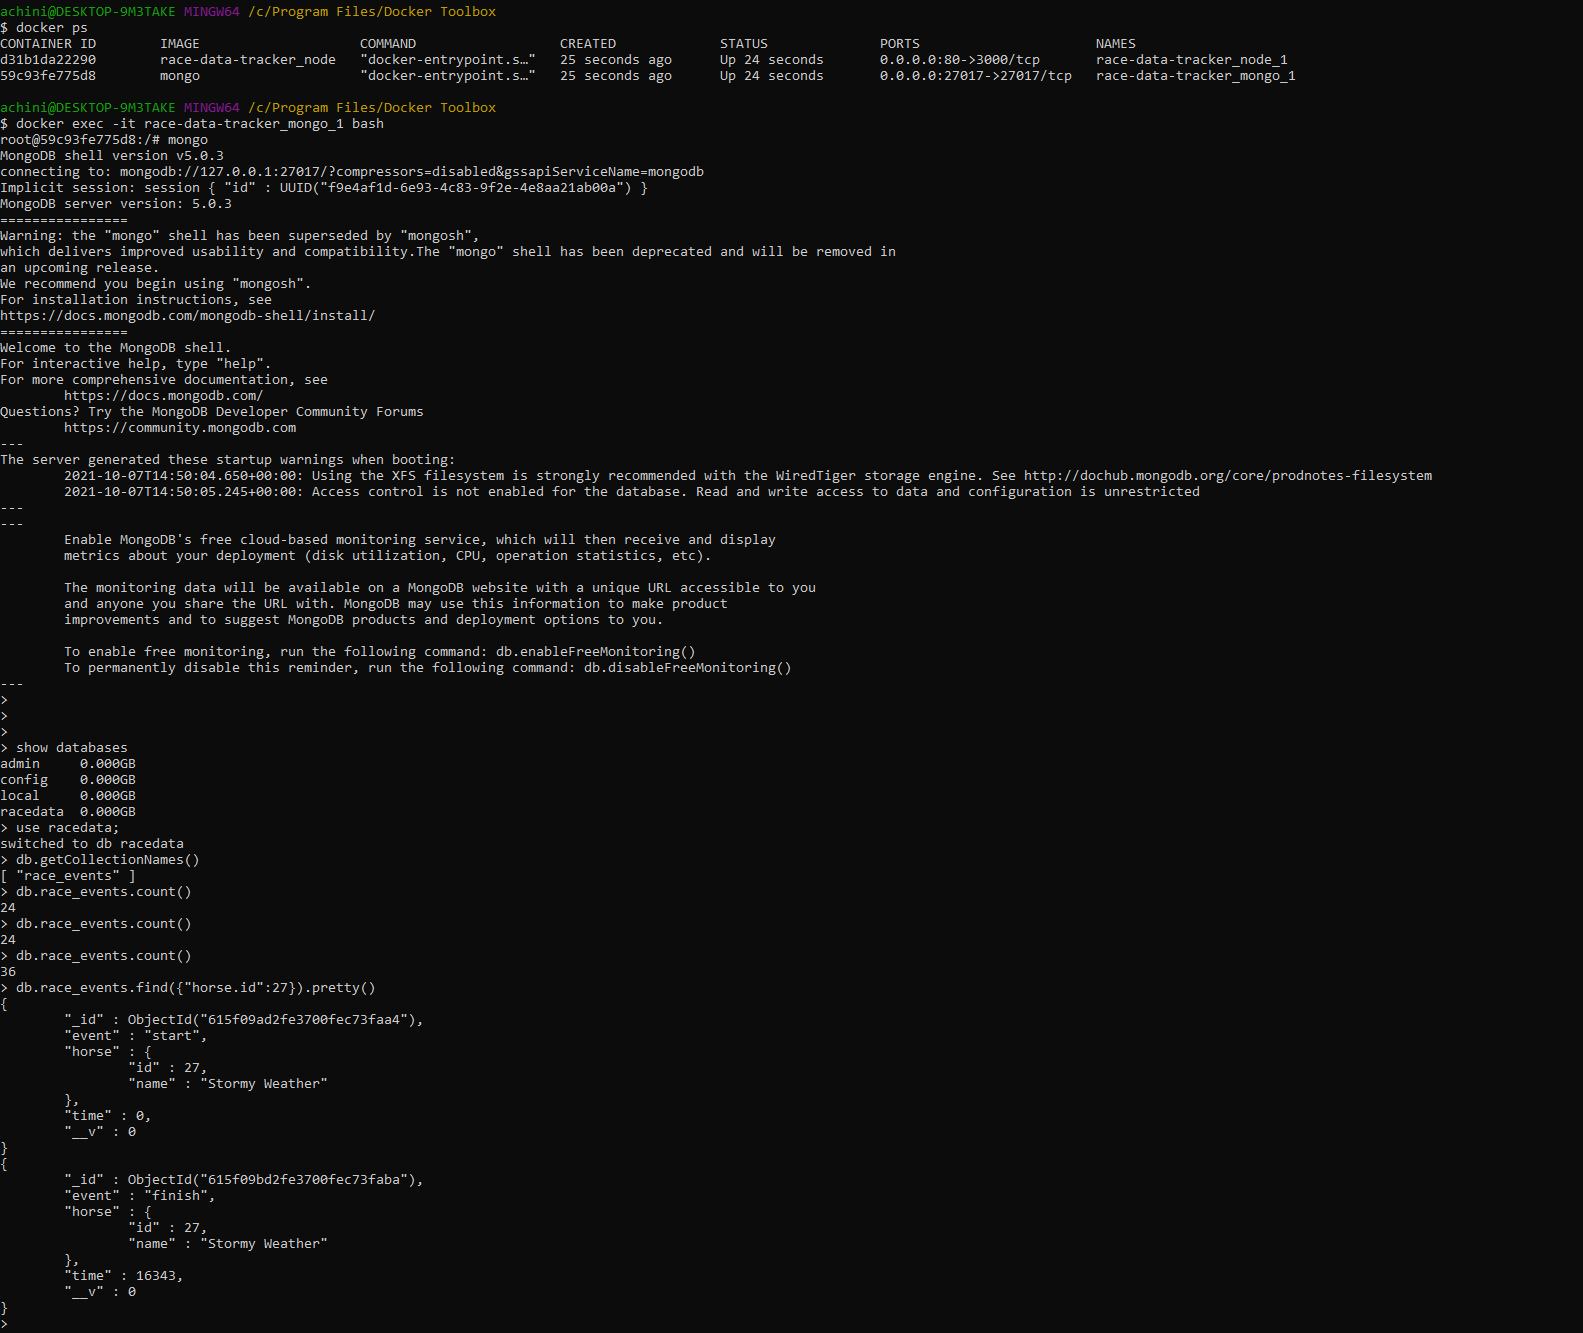 achini@DESKTOP-9M3TAKE MINGW64 /c/Program Files/Docker Toolbox
$ docker ps
CONTAINER ID        IMAGE                    COMMAND                  CREATED             STATUS              PORTS                      NAMES
d31b1da22290        race-data-tracker_node   "docker-entrypoint.s…"   25 seconds ago      Up 24 seconds       0.0.0.0:80->3000/tcp       race-data-tracker_node_1
59c93fe775d8        mongo                    "docker-entrypoint.s…"   25 seconds ago      Up 24 seconds       0.0.0.0:27017->27017/tcp   race-data-tracker_mongo_1
achini@DESKTOP-9M3TAKE MINGW64 /c/Program Files/Docker Toolbox
$ docker exec -it race-data-tracker_mongo_1 bash
root@59c93fe775d8:/# mongo
MongoDB shell version v5.0.3
connecting to: mongodb://127.0.0.1:27017/?compressors=disabled&gssapiServiceName=mongodb
Implicit session: session { "id" : UUID("f9e4af1d-6e93-4c83-9f2e-4e8aa21ab00a") }
MongoDB server version: 5.0.3
================
Warning: the "mongo" shell has been superseded by "mongosh",
which delivers improved usability and compatibility.The "mongo" shell has been deprecated and will be removed in
an upcoming release.
We recommend you begin using "mongosh".
For installation instructions, see
https://docs.mongodb.com/mongodb-shell/install/
================
Welcome to the MongoDB shell.
For interactive help, type "help".
For more comprehensive documentation, see
        https://docs.mongodb.com/
Questions? Try the MongoDB Developer Community Forums
        https://community.mongodb.com
---
The server generated these startup warnings when booting:
        2021-10-07T14:50:04.650+00:00: Using the XFS filesystem is strongly recommended with the WiredTiger storage engine. See http://dochub.mongodb.org/core/prodnotes-filesystem
        2021-10-07T14:50:05.245+00:00: Access control is not enabled for the database. Read and write access to data and configuration is unrestricted
---
---
        Enable MongoDB's free cloud-based monitoring service, which will then receive and display
        metrics about your deployment (disk utilization, CPU, operation statistics, etc).
        The monitoring data will be available on a MongoDB website with a unique URL accessible to you
        and anyone you share the URL with. MongoDB may use this information to make product
        improvements and to suggest MongoDB products and deployment options to you.
        To enable free monitoring, run the following command: db.enableFreeMonitoring()
        To permanently disable this reminder, run the following command: db.disableFreeMonitoring()
---
>
>
>
> show databases
admin     0.000GB
config    0.000GB
local     0.000GB
racedata  0.000GB
> use racedata;
switched to db racedata
> db.getCollectionNames()
[ "race_events" ]
> db.race_events.count()
24
> db.race_events.count()
24
> db.race_events.count()
36
> db.race_events.find({"horse.id":27}).pretty()
{
        "_id" : ObjectId("615f09ad2fe3700fec73faa4"),
        "event" : "start",
        "horse" : {
                "id" : 27,
                "name" : "Stormy Weather"
        },
        "time" : 0,
        "__v" : 0
}
{
        "_id" : ObjectId("615f09bd2fe3700fec73faba"),
        "event" : "finish",
        "horse" : {
                "id" : 27,
                "name" : "Stormy Weather"
        },
        "time" : 16343,
        "__v" : 0
}
>